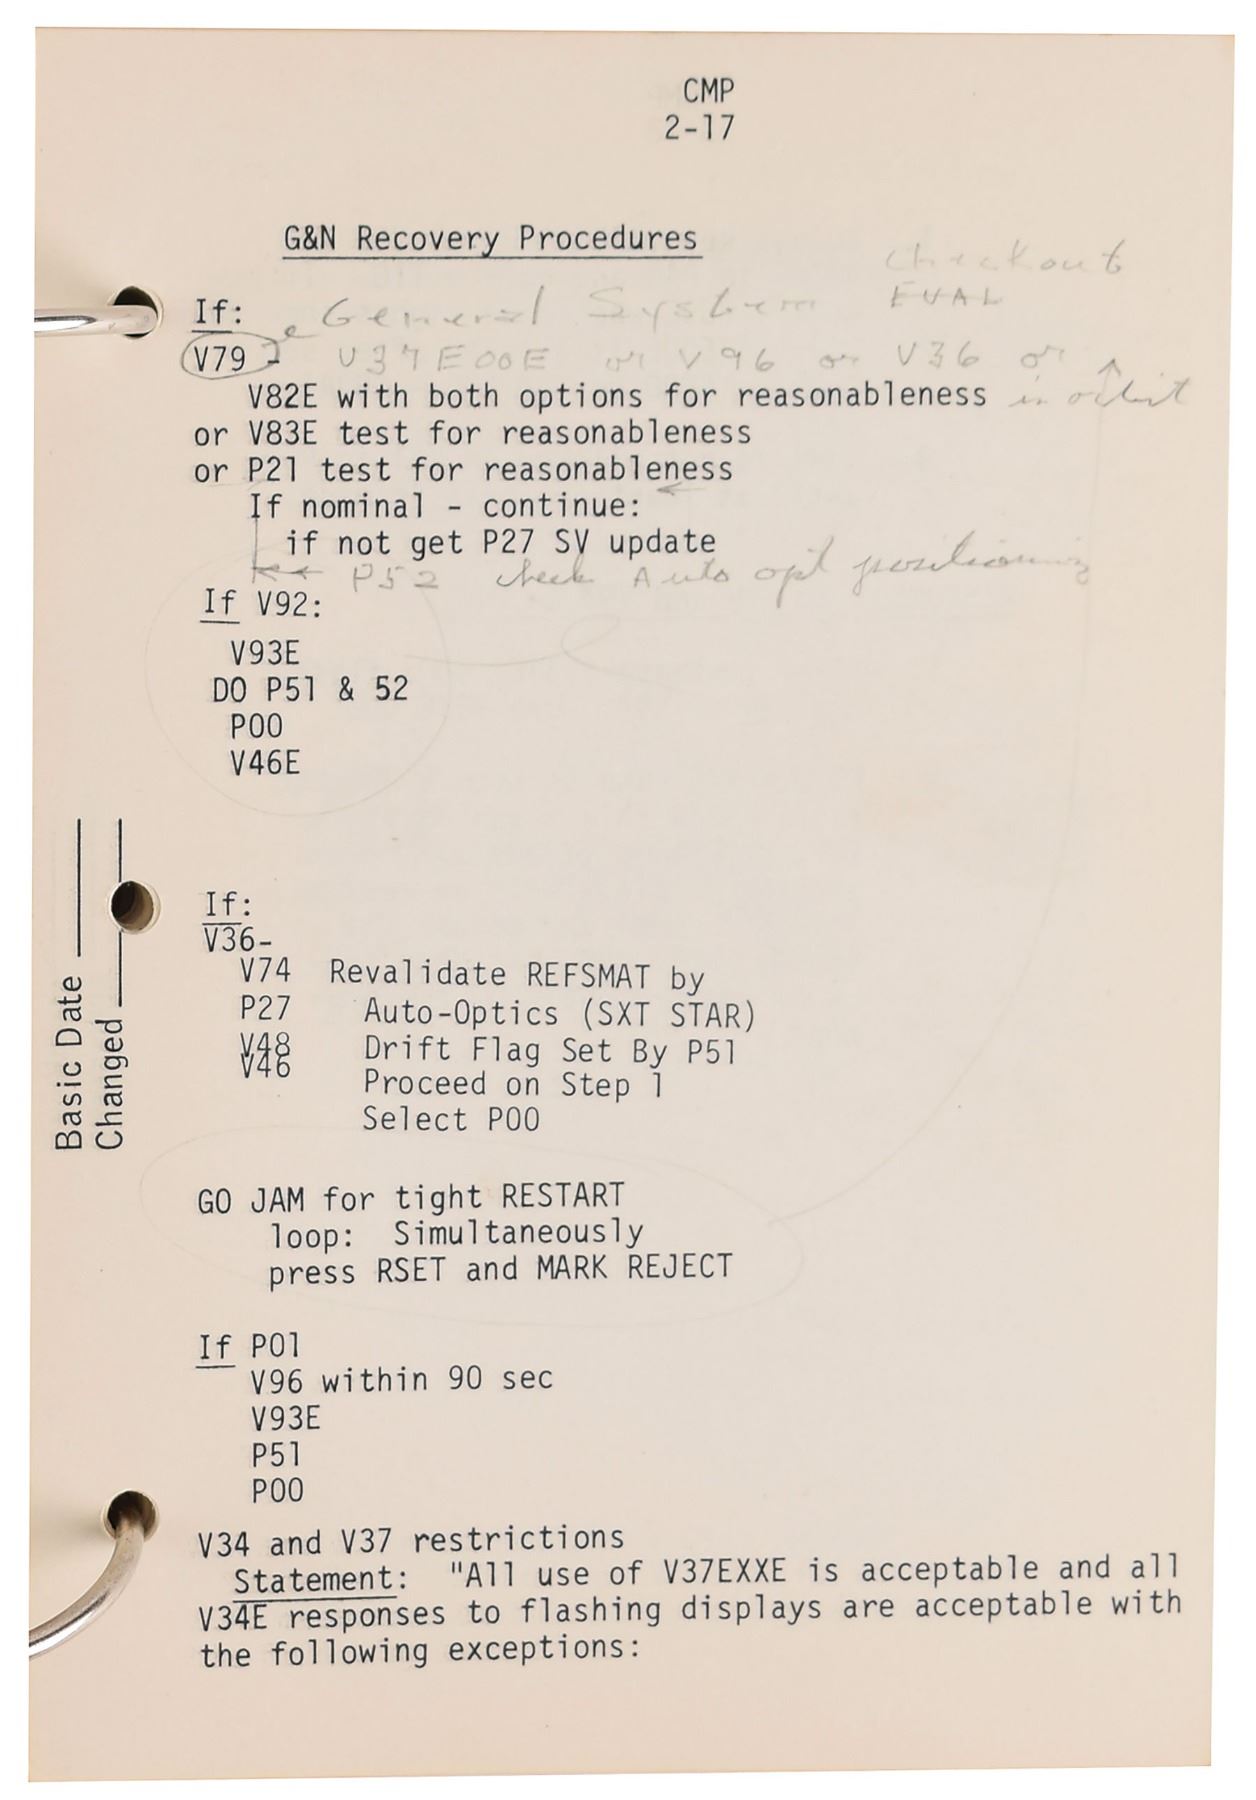 CMP
2-17
G&N Recovery Procedures
checkout
If: General System EVAL
V79 - V37E00E or V96 or V36 or
V82E with both options for reasonableness in orbit
or V83E test for reasonableness
or P21 test for reasonableness
If nominal - continue:
if not get P27 SV update
P52 check Auto opt positioning
If V92:
V93E
DO P51 & 52
P00
V46E
If:
V36-
V74 Revalidate REFSMAT by
P27 Auto-Optics (SXT STAR)
V48 Drift Flag Set By P51
V46
Proceed on Step 1
Select P00
Basic Date
Changed
GO JAM for tight RESTART
loop: Simultaneously
press RSET and MARK REJECT
If P01
V96 within 90 sec
V93E
P51
P00
V34 and V37 restrictions
Statement: "All use of V37EXXE is acceptable and all
V34E responses to flashing displays are acceptable with
the following exceptions: